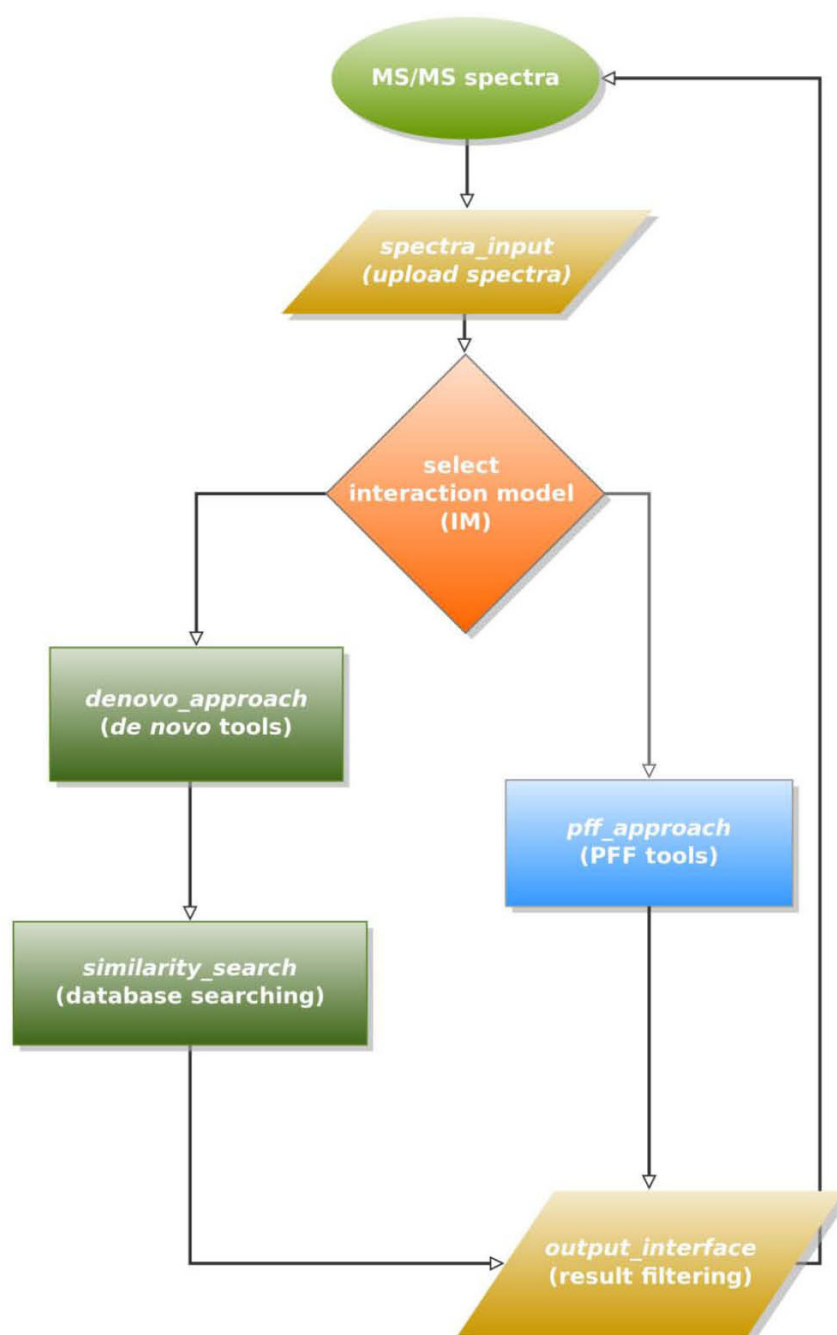 MS/MS spectra
spectra_input
(upload spectra)
select
interaction model
(IM)
denovo_approach
(de novo tools)
pff_approach
(PFF tools)
similarity_search
(database searching)
output_interface
(result filtering)